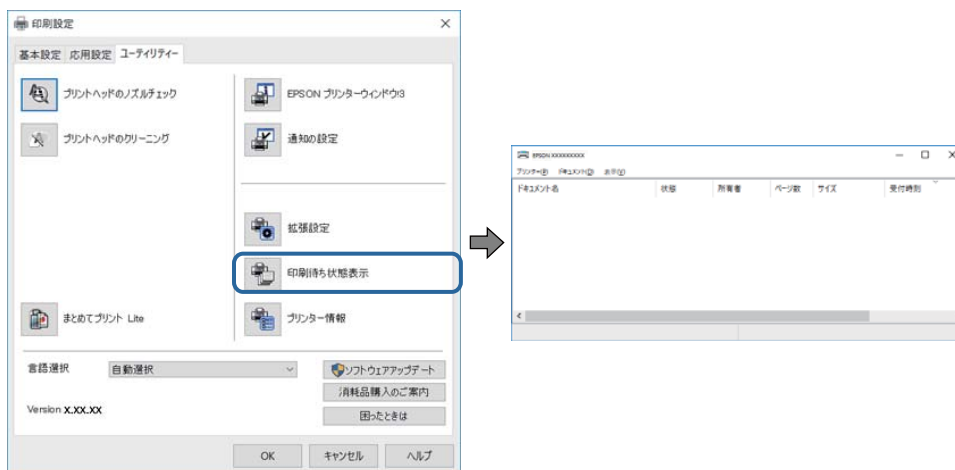 印刷設定
基本設定 応用設定 ユーティリティー
プリントヘッドのノズルチェック
プリントヘッドのクリーニング
まとめてプリント Lite
EPSON プリンターウィンドウ!3
通知の設定
拡張設定
印刷待ち状態表示
プリンター情報
言語選択 自動選択
Version X.XX.XX
ソフトウェアアップデート
消耗品購入のご案内
困ったときは
OK キャンセル ヘルプ
EPSON XXXXXXXXXX
プリンター(P) ドキュメント(D) 表示(V)
ドキュメント名 状態 所有者 ページ数 サイズ 受付時刻